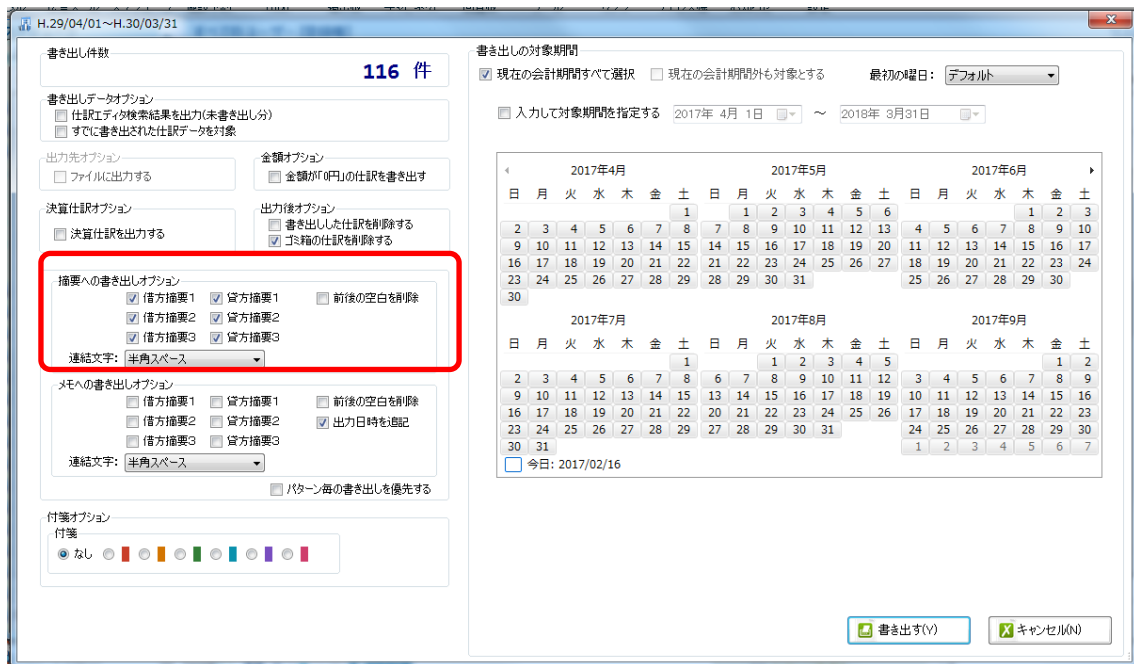 H.29/04/01～H.30/03/31
書き出し件数
116 件
書き出しデータオプション
仕訳エディタ検索結果を出力(未書き出し分)
すでに書き出された仕訳データを対象
出力先オプション
ファイルに出力する
金額オプション
金額が「0円」の仕訳を書き出す
決算仕訳オプション
決算仕訳を出力する
出力後オプション
書き出しした仕訳を削除する
ゴミ箱の仕訳を削除する
摘要への書き出しオプション
借方摘要1 貸方摘要1 前後の空白を削除
借方摘要2 貸方摘要2
借方摘要3 貸方摘要3
連結文字: 半角スペース
メモへの書き出しオプション
借方摘要1 貸方摘要1 前後の空白を削除
借方摘要2 貸方摘要2 出力日時を追記
借方摘要3 貸方摘要3
連結文字: 半角スペース
パターン毎の書き出しを優先する
付箋オプション
付箋
なし
書き出しの対象期間
現在の会計期間すべて選択 現在の会計期間外も対象とする 最初の曜日: デフォルト
入力して対象期間を指定する 2017年 4月 1日 ～ 2018年 3月31日
2017年4月 2017年5月 2017年6月
日 月 火 水 木 金 土 日 月 火 水 木 金 土 日 月 火 水 木 金 土
1 1 2 3 4 5 6 1 2 3
2 3 4 5 6 7 8 7 8 9 10 11 12 13 4 5 6 7 8 9 10
9 10 11 12 13 14 15 14 15 16 17 18 19 20 11 12 13 14 15 16 17
16 17 18 19 20 21 22 21 22 23 24 25 26 27 18 19 20 21 22 23 24
23 24 25 26 27 28 29 28 29 30 31 25 26 27 28 29 30
30
2017年7月 2017年8月 2017年9月
日 月 火 水 木 金 土 日 月 火 水 木 金 土 日 月 火 水 木 金 土
1 1 2 3 4 5 1 2
2 3 4 5 6 7 8 6 7 8 9 10 11 12 3 4 5 6 7 8 9
9 10 11 12 13 14 15 13 14 15 16 17 18 19 10 11 12 13 14 15 16
16 17 18 19 20 21 22 20 21 22 23 24 25 26 17 18 19 20 21 22 23
23 24 25 26 27 28 29 27 28 29 30 31 24 25 26 27 28 29 30
30 31 1 2 3 4 5 6 7
今日: 2017/02/16
書き出す(Y) キャンセル(N)